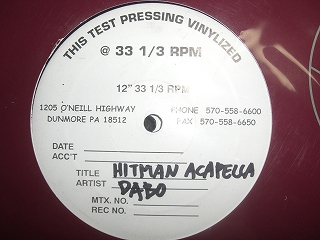 THIS TEST PRESSING VINYLIZED
@ 33 1/3 RPM
12" 33 1/3 RPM
1205 O'NEILL HIGHWAY PHONE 570-558-6600
DUNMORE PA 18512 FAX 570-558-6650
DATE
ACC'T
TITLE HITMAN ACAPELLA
ARTIST DABO
MTX. NO.
REC NO.